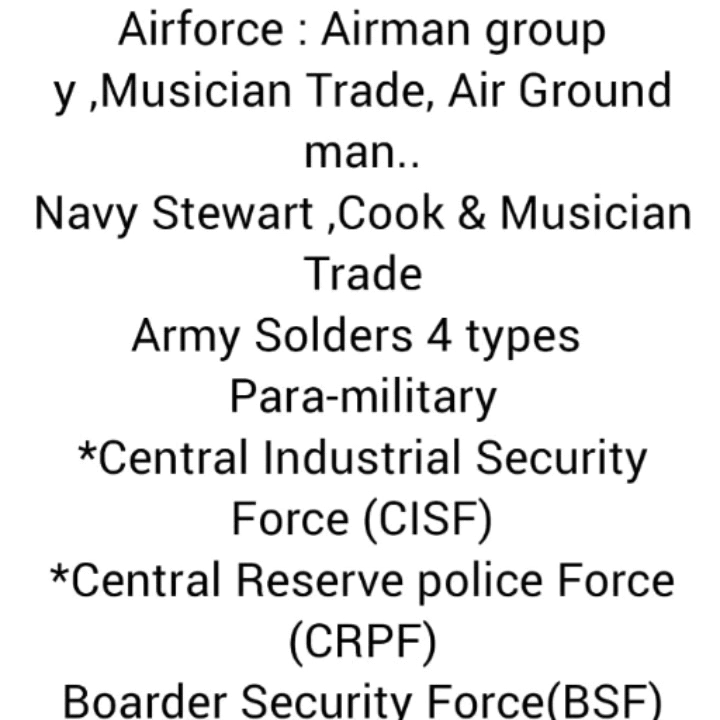 Airforce : Airman group
y ,Musician Trade, Air Ground
man..
Navy Stewart ,Cook & Musician
Trade
Army Solders 4 types
Para-military
*Central Industrial Security
Force (CISF)
*Central Reserve police Force
(CRPF)
Boarder Security Force(BSF)